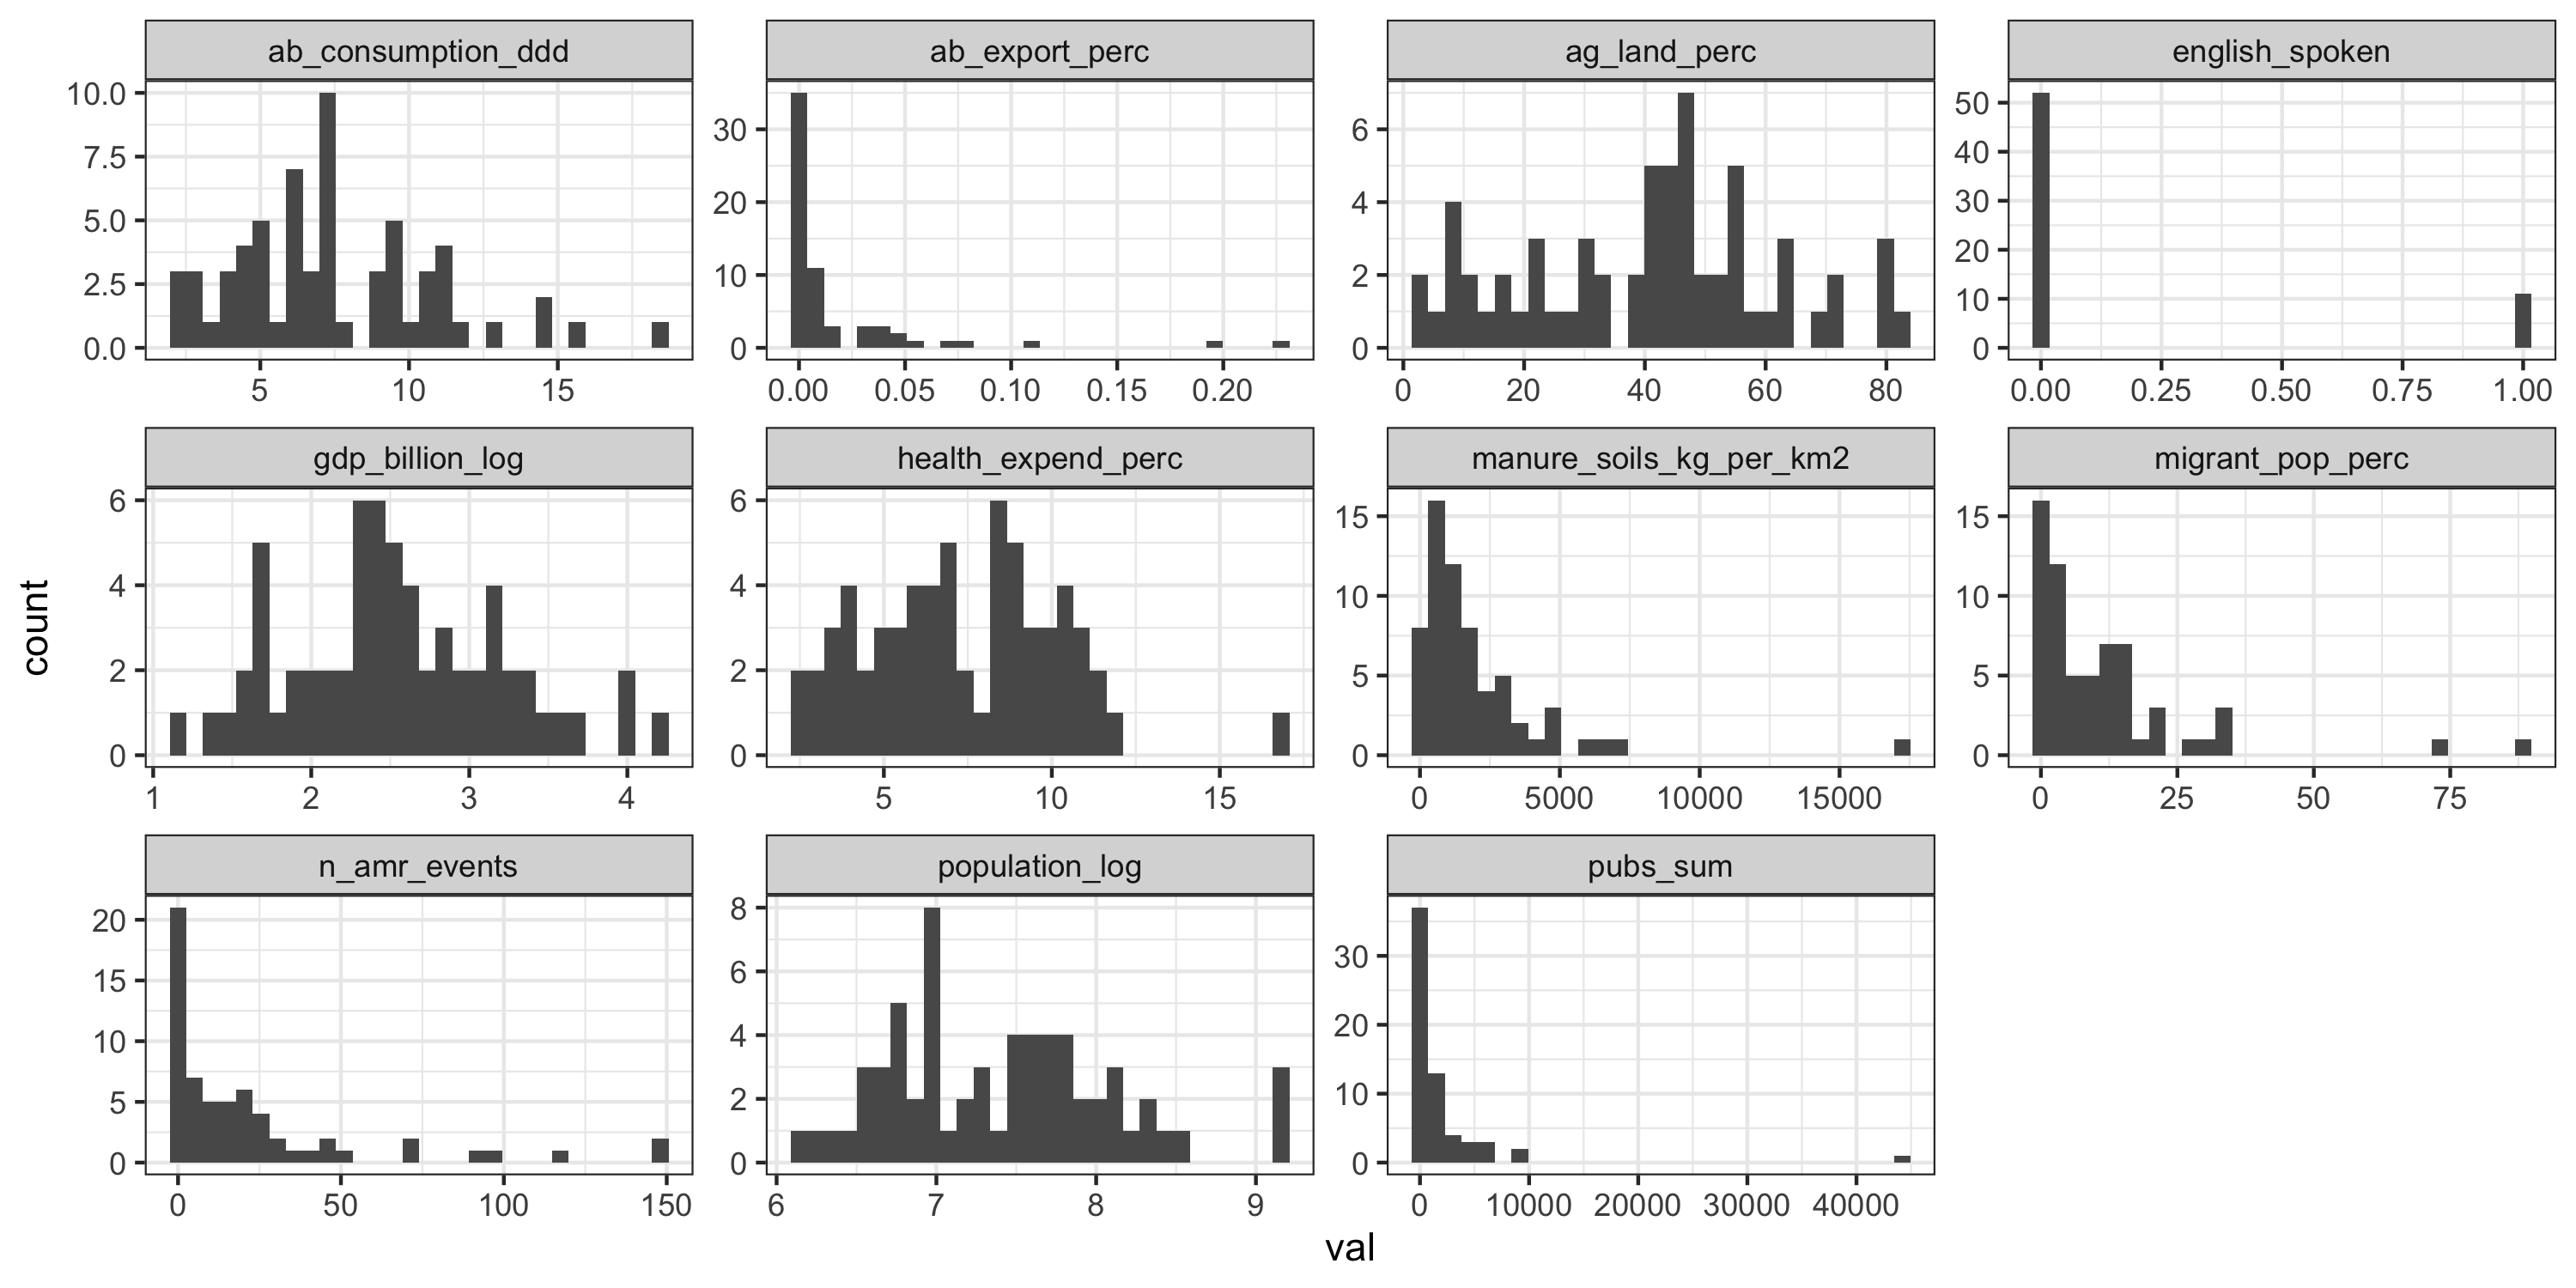 ab_consumption_ddd
ab_export_perc
ag_land_perc
english_spoken
10.0
7.5
5.0
2.5
0.0
5 10 15
30
20
10
0
0.00 0.05 0.10 0.15 0.20
6
4
2
0
0 20 40 60 80
50
40
30
20
10
0
0.00 0.25 0.50 0.75 1.00
gdp_billion_log
health_expend_perc
manure_soils_kg_per_km2
migrant_pop_perc
6
4
2
0
1 2 3 4
6
4
2
0
5 10 15
15
10
5
0
0 5000 10000 15000
15
10
5
0
0 25 50 75
n_amr_events
population_log
pubs_sum
20
15
10
5
0
0 50 100 150
8
6
4
2
0
6 7 8 9
30
20
10
0
0 10000 20000 30000 40000
count
val